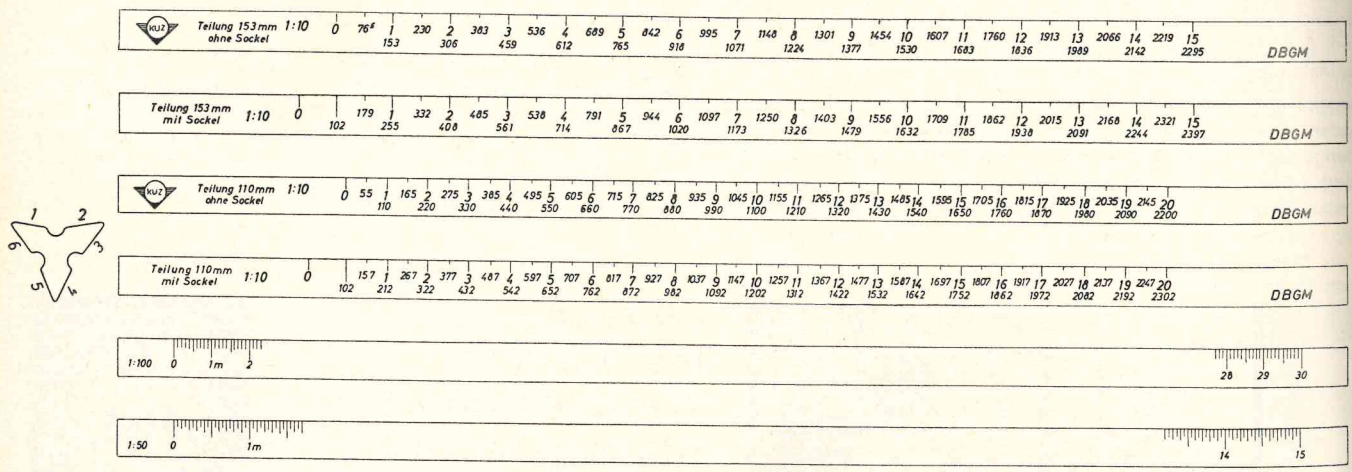 KUZ Teilung 153mm 1:10 0 76⁵ 1 230 2 383 3 536 4 689 5 842 6 995 7 1148 8 1301 9 1454 10 1607 11 1760 12 1913 13 2066 14 2219 15
ohne Sockel 153 306 459 612 765 918 1071 1224 1377 1530 1683 1836 1989 2142 2295 DBGM
Teilung 153mm 1:10 0 179 1 332 2 485 3 538 4 791 5 944 6 1097 7 1250 8 1403 9 1556 10 1709 11 1862 12 2015 13 2168 14 2321 15
mit Sockel 102 255 408 561 714 867 1020 1173 1326 1479 1632 1785 1938 2091 2244 2397 DBGM
KUZ Teilung 110mm 1:10 0 55 1 165 2 275 3 385 4 495 5 605 6 715 7 825 8 935 9 1045 10 1155 11 1265 12 1375 13 1485 14 1595 15 1705 16 1815 17 1925 18 2035 19 2145 20
ohne Sockel 110 220 330 440 550 660 770 880 990 1100 1210 1320 1430 1540 1650 1760 1870 1980 2090 2200 DBGM
1 2
6 3
5 4
Teilung 110mm 1:10 0 157 1 267 2 377 3 487 4 597 5 707 6 817 7 927 8 1037 9 1147 10 1257 11 1367 12 1477 13 1587 14 1697 15 1807 16 1917 17 2027 18 2137 19 2247 20
mit Sockel 102 212 322 432 542 652 762 872 982 1092 1202 1312 1422 1532 1642 1752 1862 1972 2082 2192 2302 DBGM
1:100 0 1m 2 28 29 30
1:50 0 1m 14 15